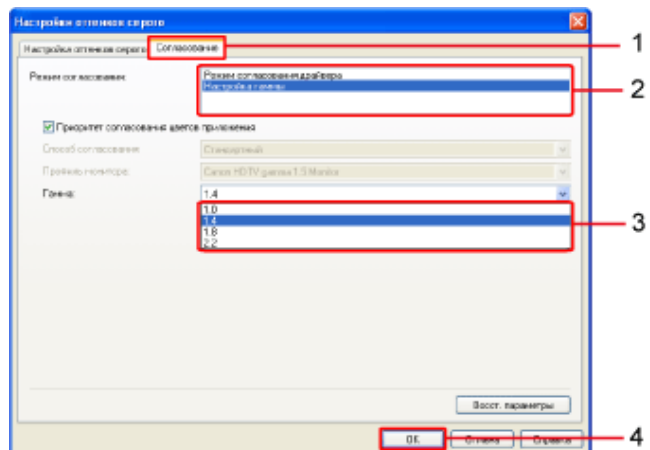 Настройки оттенков серого
Настройки оттенков серого Согласование 1
Режим согласования: Режим согласования драйвера
Настройка гаммы 2
Приоритет согласования цветов приложения
Способ согласования: Стандартный
Профиль монитора: Canon HDTV gamma 1.5 Monitor
Гамма: 1.4
1.0
1.4
1.8 3
2.2
Восст. параметры
OK Отмена Справка 4